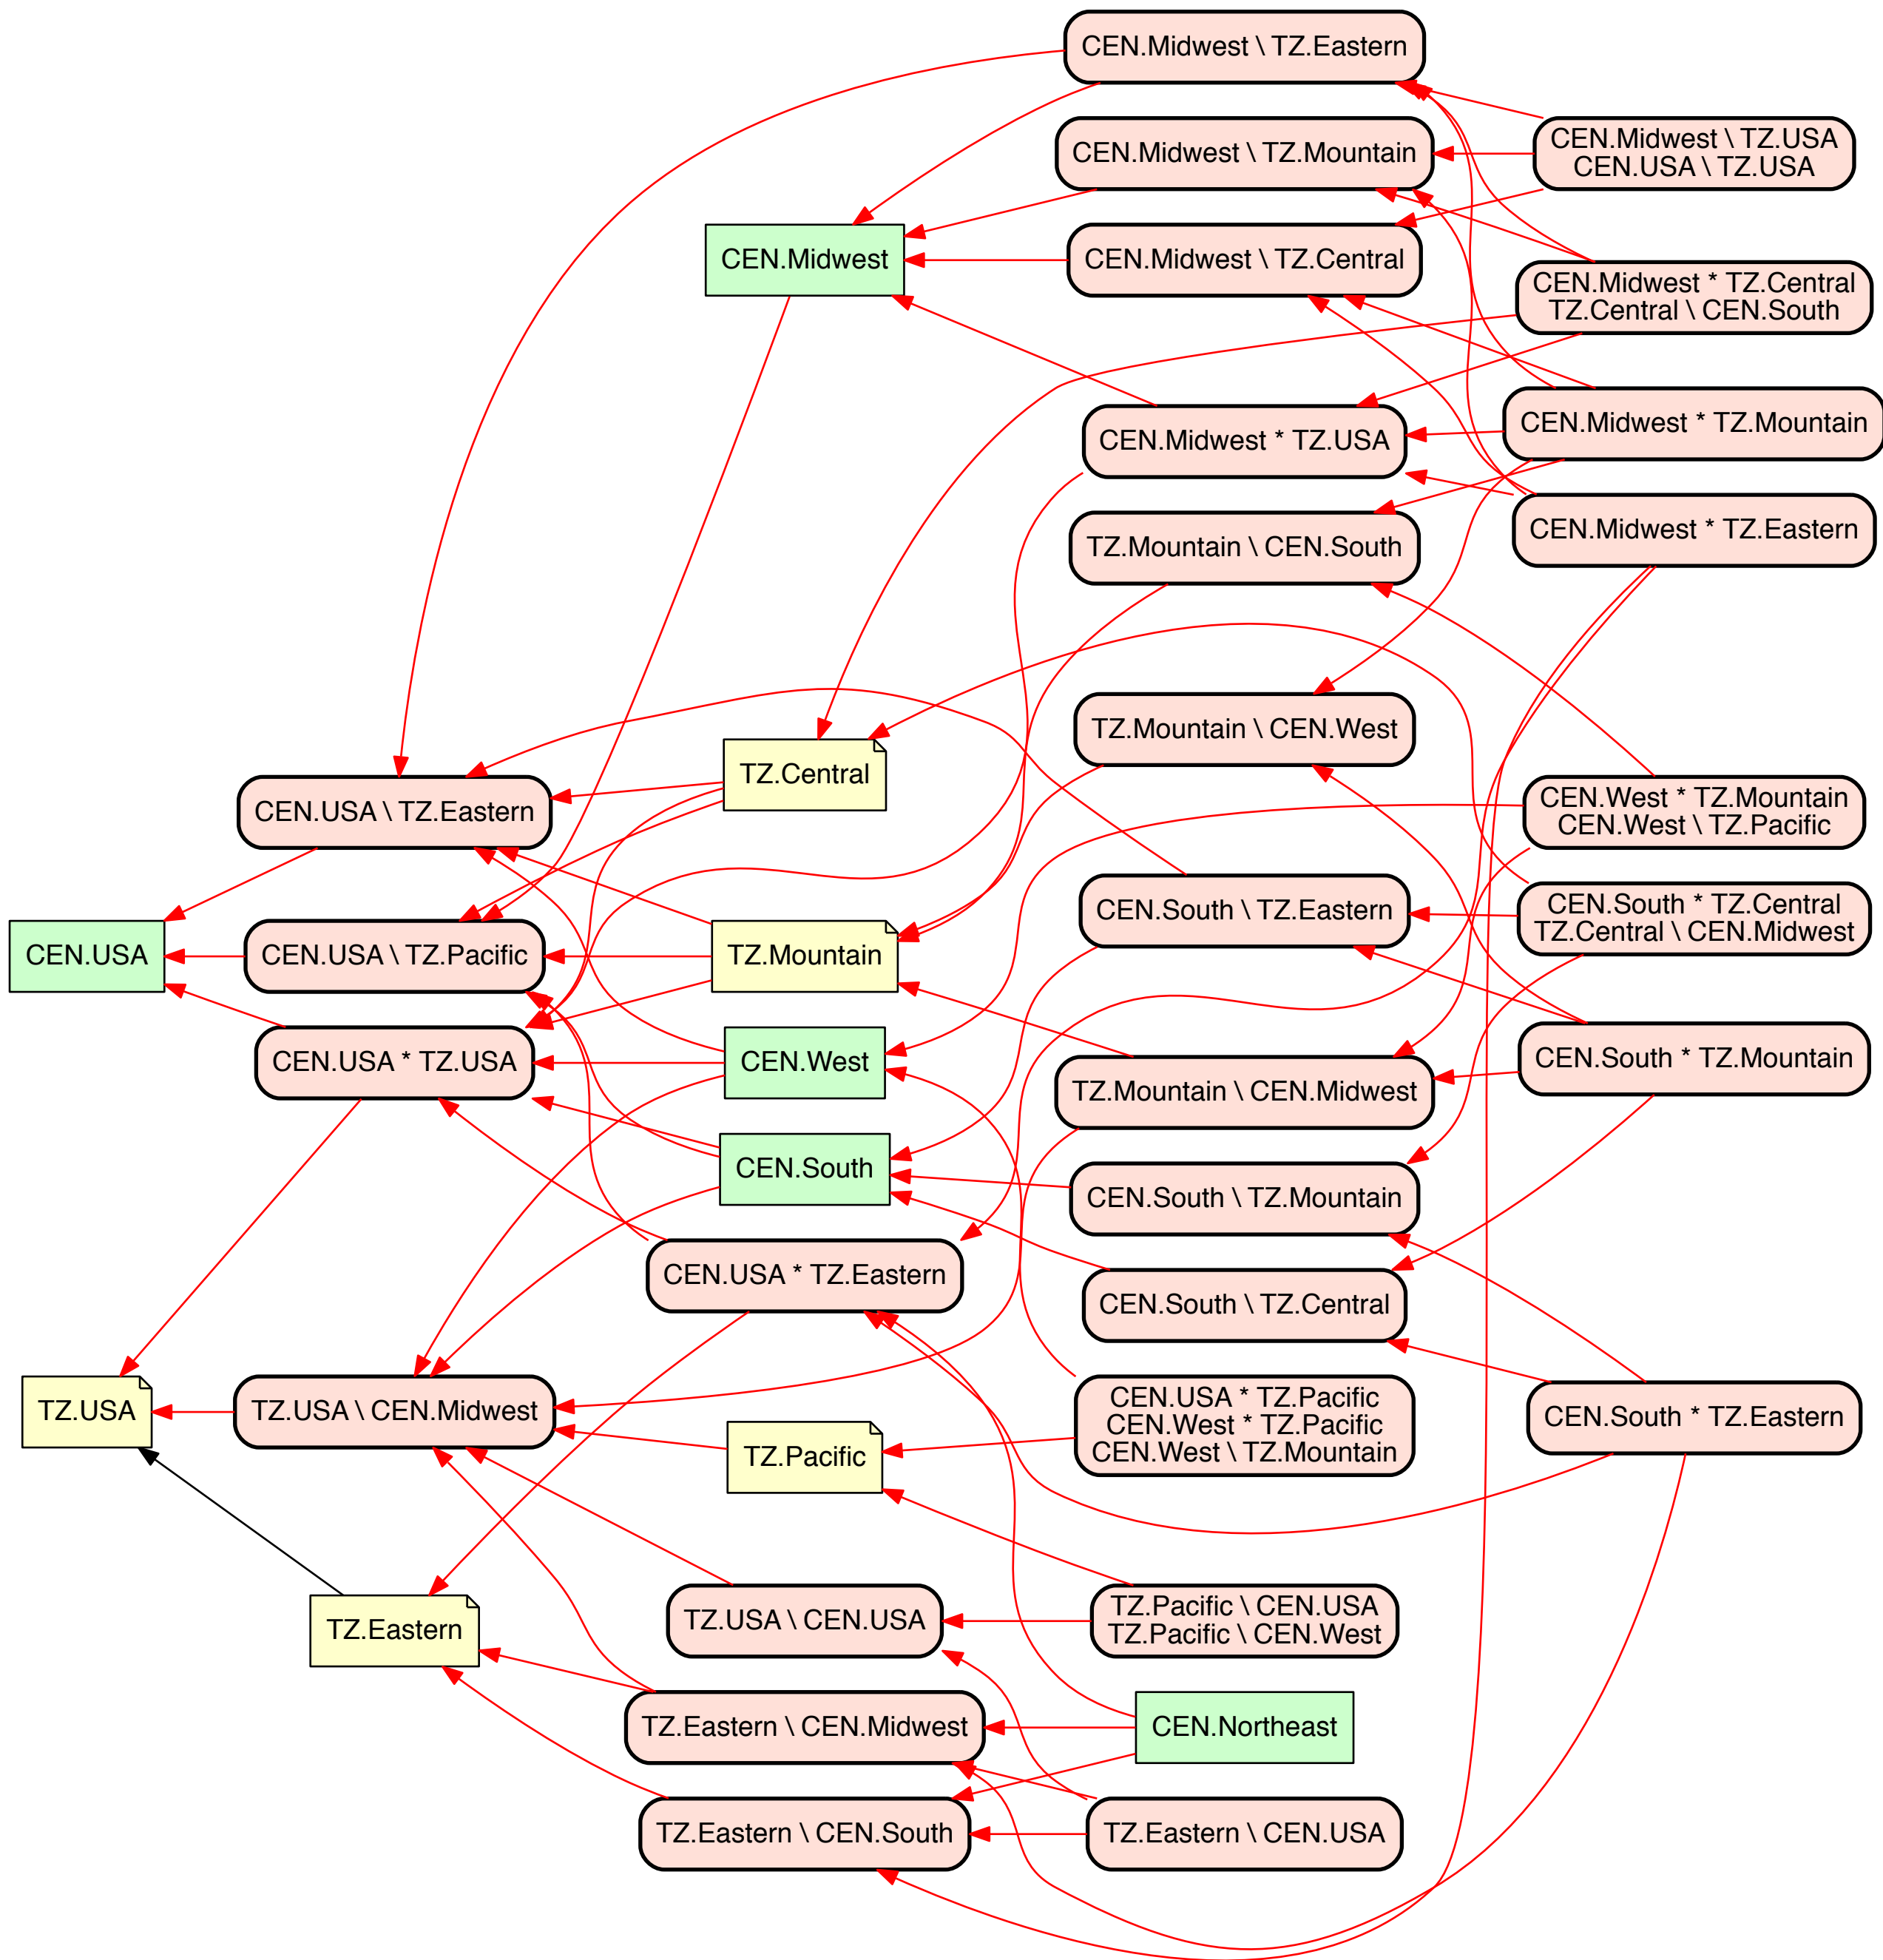 CEN.Midwest \ TZ.Eastern
CEN.Midwest \ TZ.Mountain
CEN.Midwest \ TZ.USA
CEN.USA \ TZ.USA
CEN.Midwest
CEN.Midwest \ TZ.Central
CEN.Midwest * TZ.Central
TZ.Central \ CEN.South
CEN.Midwest * TZ.USA
CEN.Midwest * TZ.Mountain
TZ.Mountain \ CEN.South
CEN.Midwest * TZ.Eastern
TZ.Mountain \ CEN.West
CEN.USA \ TZ.Eastern
TZ.Central
CEN.West * TZ.Mountain
CEN.West \ TZ.Pacific
CEN.South \ TZ.Eastern
CEN.South * TZ.Central
TZ.Central \ CEN.Midwest
CEN.USA
CEN.USA \ TZ.Pacific
TZ.Mountain
CEN.USA * TZ.USA
CEN.West
TZ.Mountain \ CEN.Midwest
CEN.South * TZ.Mountain
CEN.South
CEN.South \ TZ.Mountain
CEN.USA * TZ.Eastern
CEN.South \ TZ.Central
TZ.USA
TZ.USA \ CEN.Midwest
TZ.Pacific
CEN.USA * TZ.Pacific
CEN.West * TZ.Pacific
CEN.West \ TZ.Mountain
CEN.South * TZ.Eastern
TZ.Eastern
TZ.USA \ CEN.USA
TZ.Pacific \ CEN.USA
TZ.Pacific \ CEN.West
TZ.Eastern \ CEN.Midwest
CEN.Northeast
TZ.Eastern \ CEN.South
TZ.Eastern \ CEN.USA